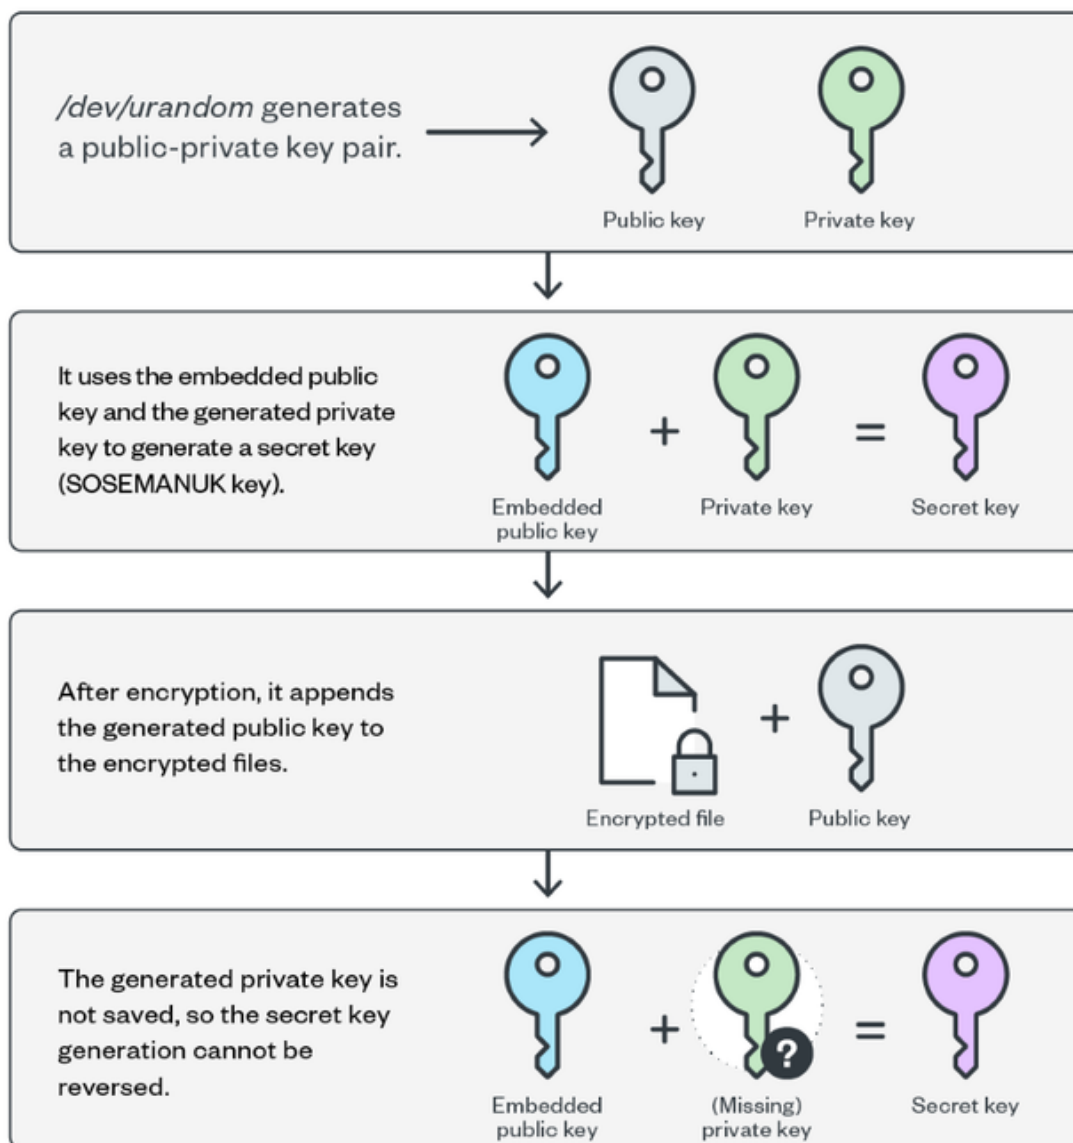 /dev/urandom generates
a public-private key pair.
Public key
Private key
It uses the embedded public
key and the generated private
key to generate a secret key
(SOSEMANUK key).
+
=
Embedded
public key
Private key
Secret key
After encryption, it appends
the generated public key to
the encrypted files.
+
Encrypted file
Public key
The generated private key is
not saved, so the secret key
generation cannot be
reversed.
+
?
=
Embedded
public key
(Missing)
private key
Secret key